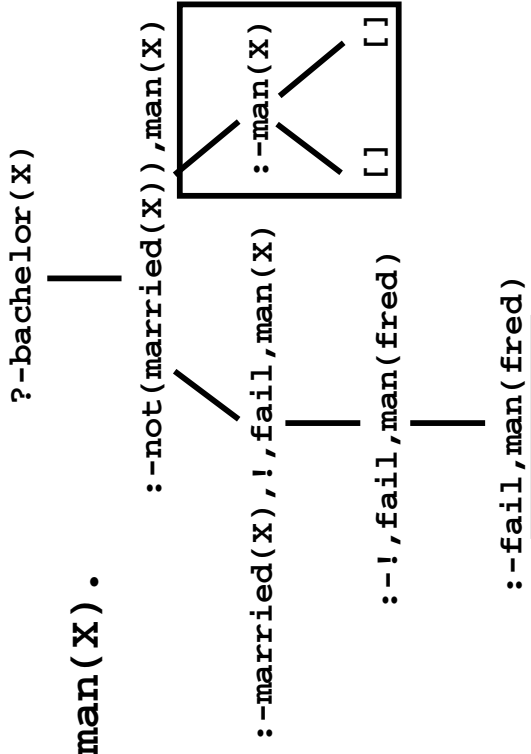 man(X).
?-bachelor(X)
:-not(married(X)),man(X)
:-married(X),!,fail,man(X)
:-man(X)
:-!,fail,man(fred)
[]
[]
:-fail,man(fred)